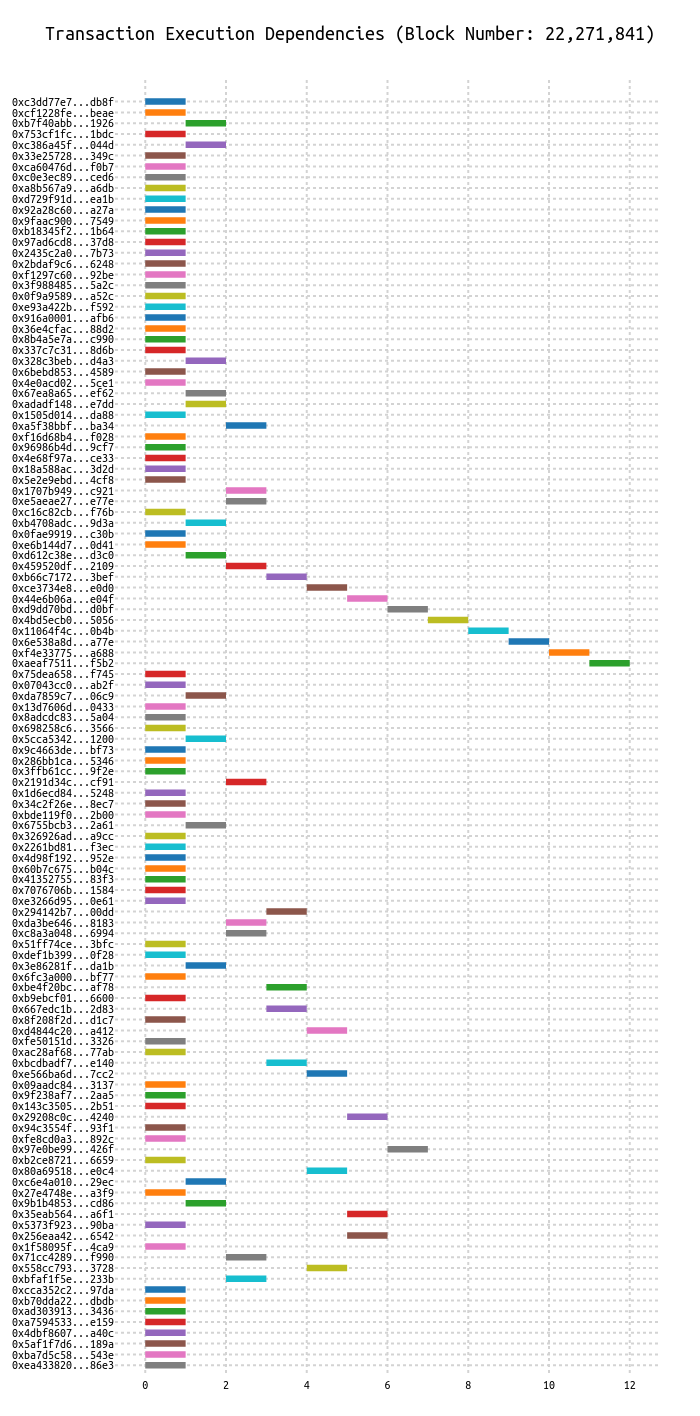 Transaction Execution Dependencies (Block Number: 22,271,841)
0xc3dd77e7...db8f
0xcf1228fe...beae
0xb7f40abb...1926
0x753cf1fc...1bdc
0xc386a45f...044d
0x33e25728...349c
0xca60476d...f0b7
0xc0e3ec89...ced6
0xa8b567a9...a6db
0xd729f91d...ea1b
0x92a28c60...a27a
0x9faac900...7549
0xb18345f2...1b64
0x97ad6cd8...37d8
0x2435c2a0...7b73
0x2bdaf9c6...6248
0xf1297c60...92be
0x3f988485...5a2c
0x0f9a9589...a52c
0xe93a422b...f592
0x916a0001...afb6
0x36e4cfac...88d2
0x8b4a5e7a...c990
0x337c7c31...8d6b
0x328c3beb...d4a3
0x6bebd853...4589
0x4e0acd02...5ce1
0x67ea8a65...ef62
0xadadf148...e7dd
0x1505d014...da88
0xa5f38bbf...ba34
0xf16d68b4...f028
0x96986b4d...9cf7
0x4e68f97a...ce33
0x18a588ac...3d2d
0x5e2e9ebd...4cf8
0x1707b949...c921
0xe5aeae27...e77e
0xc16c82cb...f76b
0xb4708adc...9d3a
0x0fae9919...c30b
0xe6b144d7...0d41
0xd612c38e...d3c0
0x459520df...2109
0xb66c7172...3bef
0xce3734e8...e0d0
0x44e6b06a...e04f
0xd9dd70bd...d0bf
0x4bd5ecb0...5056
0x11064f4c...0b4b
0x6e538a8d...a77e
0xf4e33775...a688
0xaeaf7511...f5b2
0x75dea658...f745
0x07043cc0...ab2f
0xda7859c7...06c9
0x13d7606d...0433
0x8adcdc83...5a04
0x698258c6...3566
0x5cca5342...1200
0x9c4663de...bf73
0x286bb1ca...5346
0x3ffb61cc...9f2e
0x2191d34c...cf91
0x1d6ecd84...5248
0x34c2f26e...8ec7
0xbde119f0...2b00
0x6755bcb3...2a61
0x326926ad...a9cc
0x2261bd81...f3ec
0x4d98f192...952e
0x60b7c675...b04c
0x41352755...83f3
0x7076706b...1584
0xe3266d95...0e61
0x294142b7...00dd
0xda3be646...8183
0xc8a3a048...6994
0x51ff74ce...3bfc
0xdef1b399...0f28
0x3e86281f...da1b
0x6fc3a000...bf77
0xbe4f20bc...af78
0xb9ebcf01...6600
0x667edc1b...2d83
0x8f208f2d...d1c7
0xd4844c20...a412
0xfe50151d...3326
0xac28af68...77ab
0xbcdbadf7...e140
0xe566ba6d...7cc2
0x09aadc84...3137
0x9f238af7...2aa5
0x143c3505...2b51
0x29208c0c...4240
0x94c3554f...93f1
0xfe8cd0a3...892c
0x97e0be99...426f
0xb2ce8721...6659
0x80a69518...e0c4
0xc6e4a010...29ec
0x27e4748e...a3f9
0x9b1b4853...cd86
0x35eab564...a6f1
0x5373f923...90ba
0x256eaa42...6542
0x1f58095f...4ca9
0x71cc4289...f990
0x558cc793...3728
0xbfaf1f5e...233b
0xcca352c2...97da
0xb70dda22...dbdb
0xad303913...3436
0xa7594533...e159
0x4dbf8607...a40c
0x5af1f7d6...189a
0xba7d5c58...543e
0xea433820...86e3
0 2 4 6 8 10 12